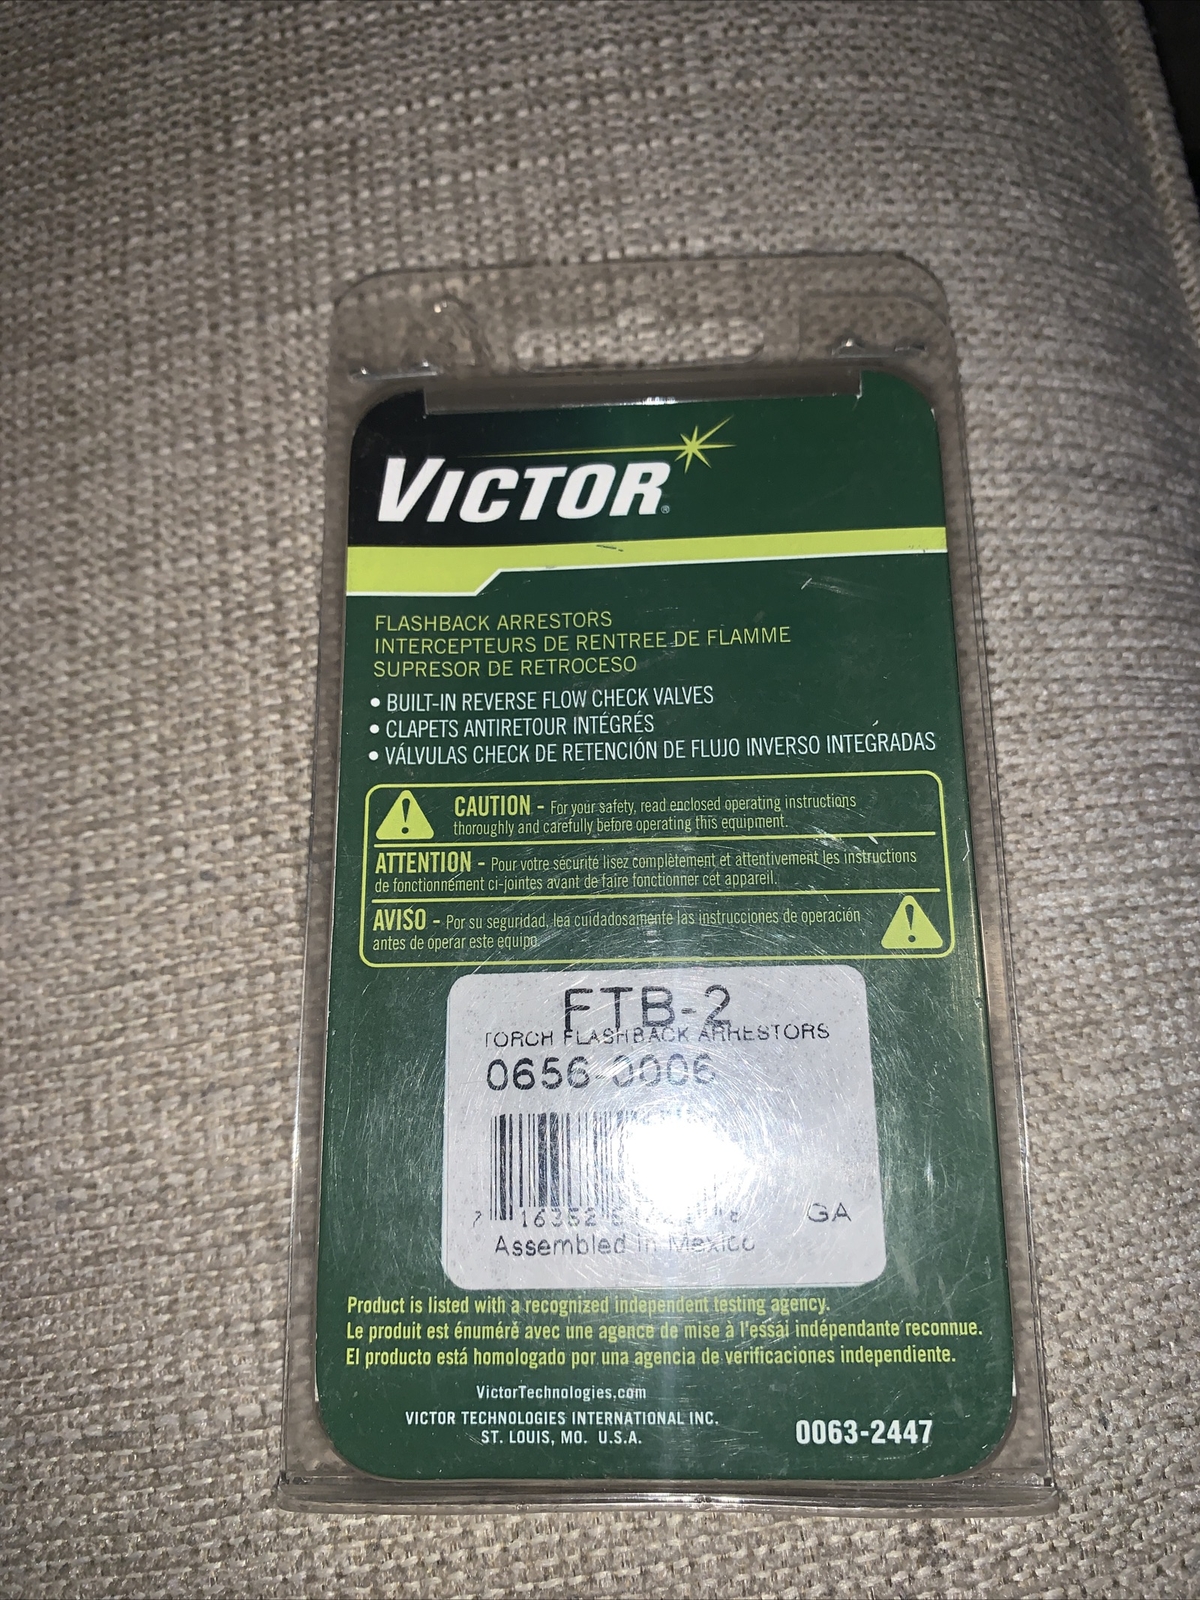 VICTOR®
FLASHBACK ARRESTORS
INTERCEPTEURS DE RENTREE DE FLAMME
SUPRESOR DE RETROCESO
• BUILT-IN REVERSE FLOW CHECK VALVES
• CLAPETS ANTIRETOUR INTÉGRÉS
• VÁLVULAS CHECK DE RETENCIÓN DE FLUJO INVERSO INTEGRADAS
CAUTION - For your safety, read enclosed operating instructions
thoroughly and carefully before operating this equipment.
ATTENTION - Pour votre sécurité lisez complètement et attentivement les instructions
de fonctionnement ci-jointes avant de faire fonctionner cet appareil.
AVISO - Por su seguridad, lea cuidadosamente las instrucciones de operación
antes de operar este equipo.
FTB-2
TORCH FLASHBACK ARRESTORS
0656-0006
7 16352 8
GA
Assembled in Mexico
Product is listed with a recognized independent testing agency.
Le produit est énuméré avec une agence de mise à l'essai indépendante reconnue.
El producto está homologado por una agencia de verificaciones independiente.
VictorTechnologies.com
VICTOR TECHNOLOGIES INTERNATIONAL INC.
ST. LOUIS, MO. U.S.A.
0063-2447